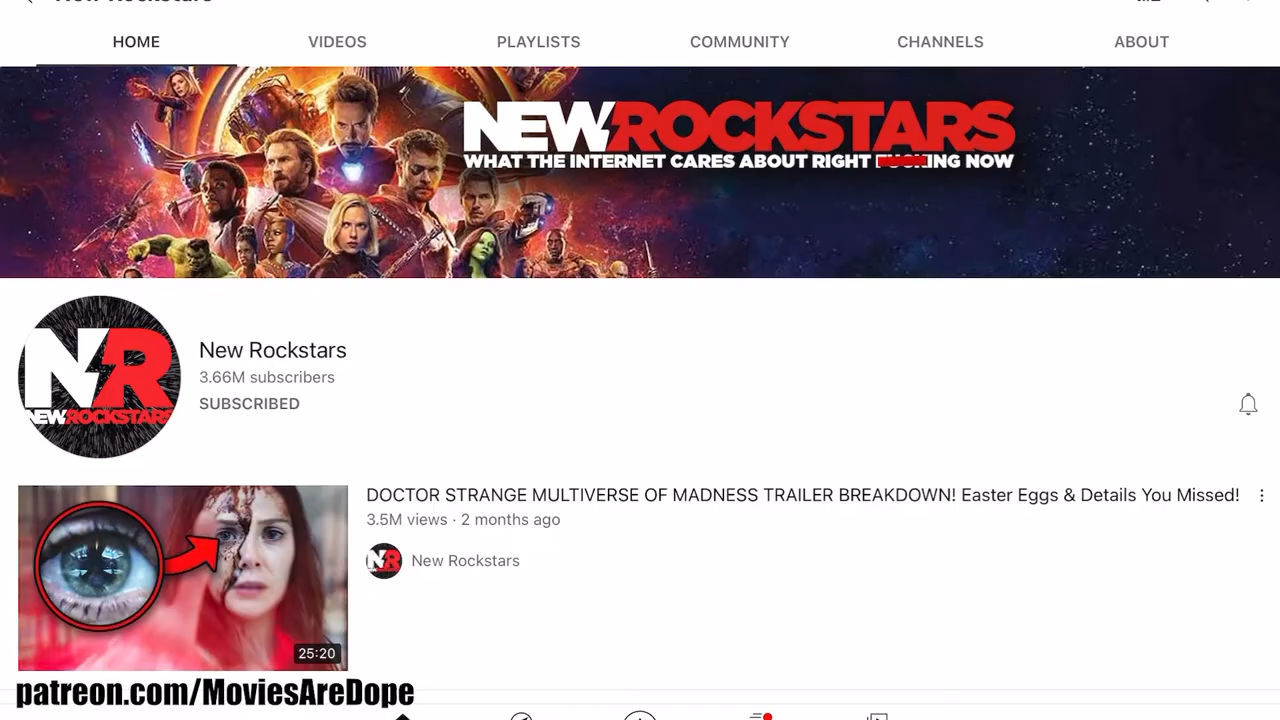 HOME VIDEOS PLAYLISTS COMMUNITY CHANNELS ABOUT
NEWROCKSTARS
WHAT THE INTERNET CARES ABOUT RIGHT ING NOW
NR
NEWROCKSTARS
New Rockstars
3.66M subscribers
SUBSCRIBED
DOCTOR STRANGE MULTIVERSE OF MADNESS TRAILER BREAKDOWN! Easter Eggs & Details You Missed!
3.5M views · 2 months ago
NR New Rockstars
25:20
patreon.com/MoviesAreDope